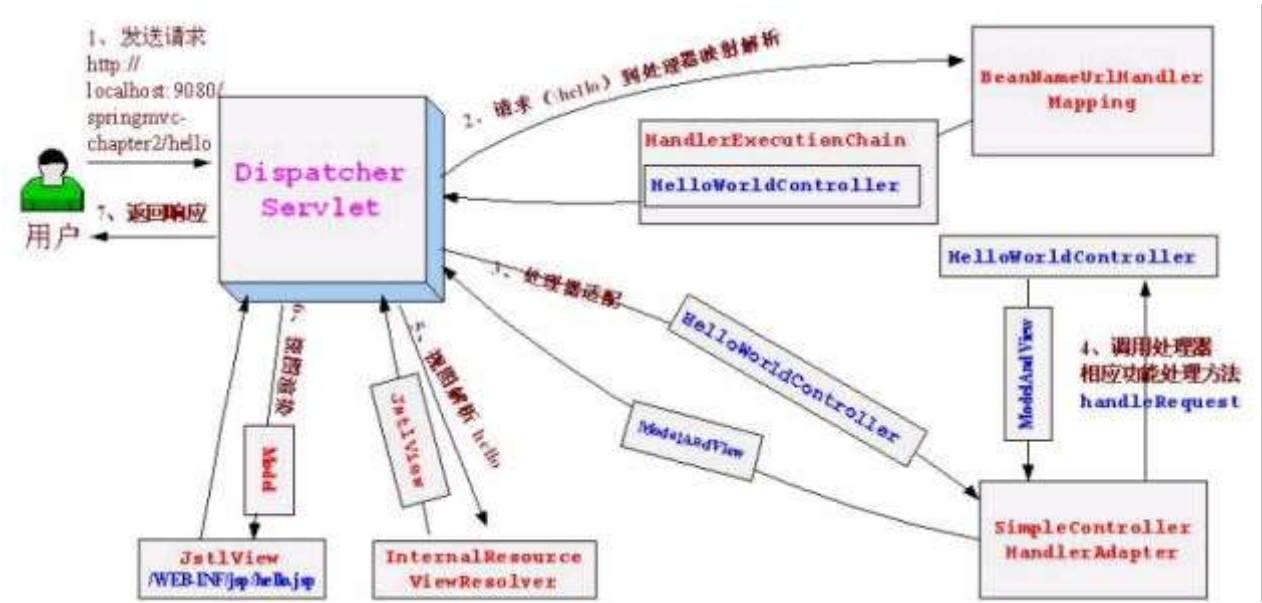 1、发送请求
http://
localhost:9080/
springmvc-
chapter2/hello
用户
7、返回响应
Dispatcher
Servlet
2、请求（/hello）到处理器映射解析
BeanNameUrlHandler
Mapping
HandlerExecutionChain
HelloWorldController
3、处理器适配
HelloWorldController
ModelAndView
HelloWorldController
ModelAndView
4、调用处理器
相应功能处理方法
handleRequest
SimpleController
HandlerAdapter
5、视图解析 hello
JstlView
InternalResource
ViewResolver
6、视图渲染
Model
JstlView
/WEB-INF/jsp/hello.jsp